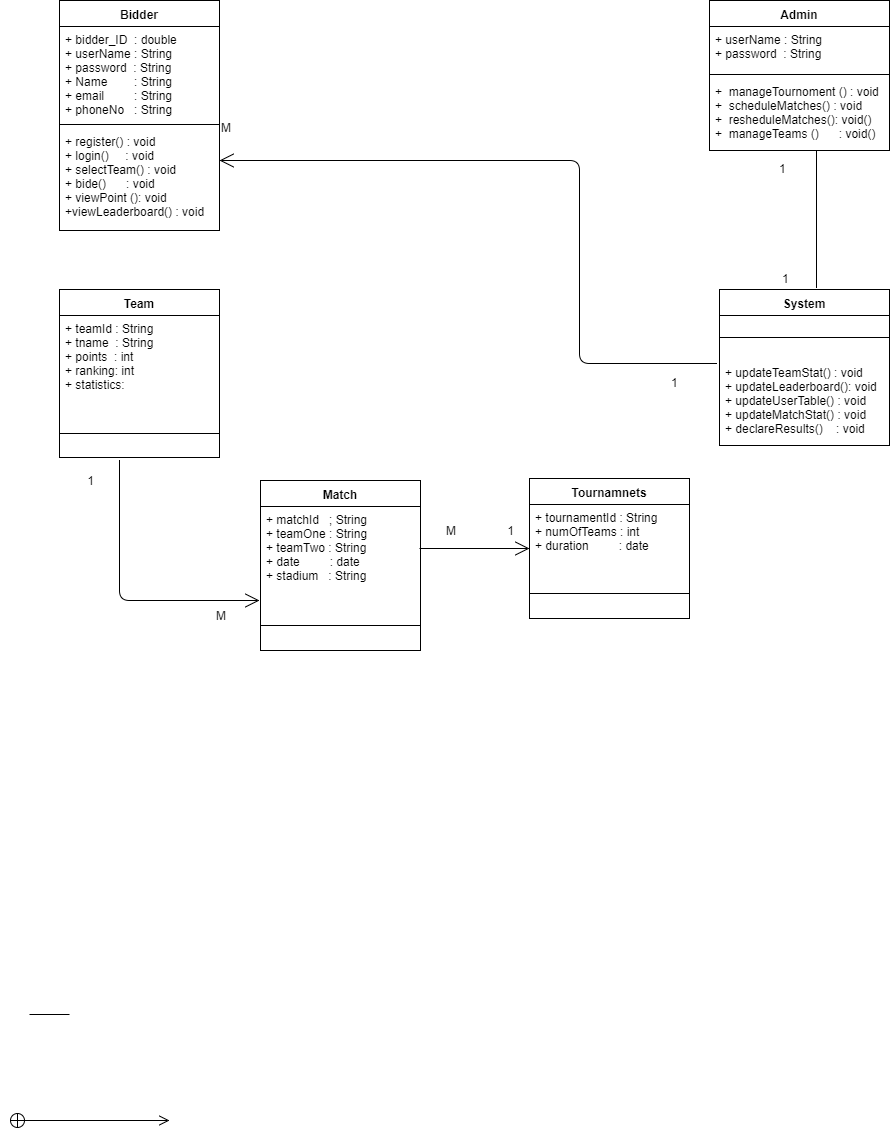 Bidder
+ bidder_ID : double
+ userName : String
+ password : String
+ Name : String
+ email : String
+ phoneNo : String
+ register() : void
+ login() : void
+ selectTeam() : void
+ bide() : void
+ viewPoint (): void
+viewLeaderboard() : void
M
Admin
+ userName : String
+ password : String
+ manageTournoment () : void
+ scheduleMatches() : void
+ resheduleMatches(): void()
+ manageTeams () : void()
1
1
System
+ updateTeamStat() : void
+ updateLeaderboard(): void
+ updateUserTable() : void
+ updateMatchStat() : void
+ declareResults() : void
1
Team
+ teamId : String
+ tname : String
+ points : int
+ ranking: int
+ statistics:
1
M
Match
+ matchId ; String
+ teamOne : String
+ teamTwo : String
+ date : date
+ stadium : String
M
1
Tournamnets
+ tournamentId : String
+ numOfTeams : int
+ duration : date